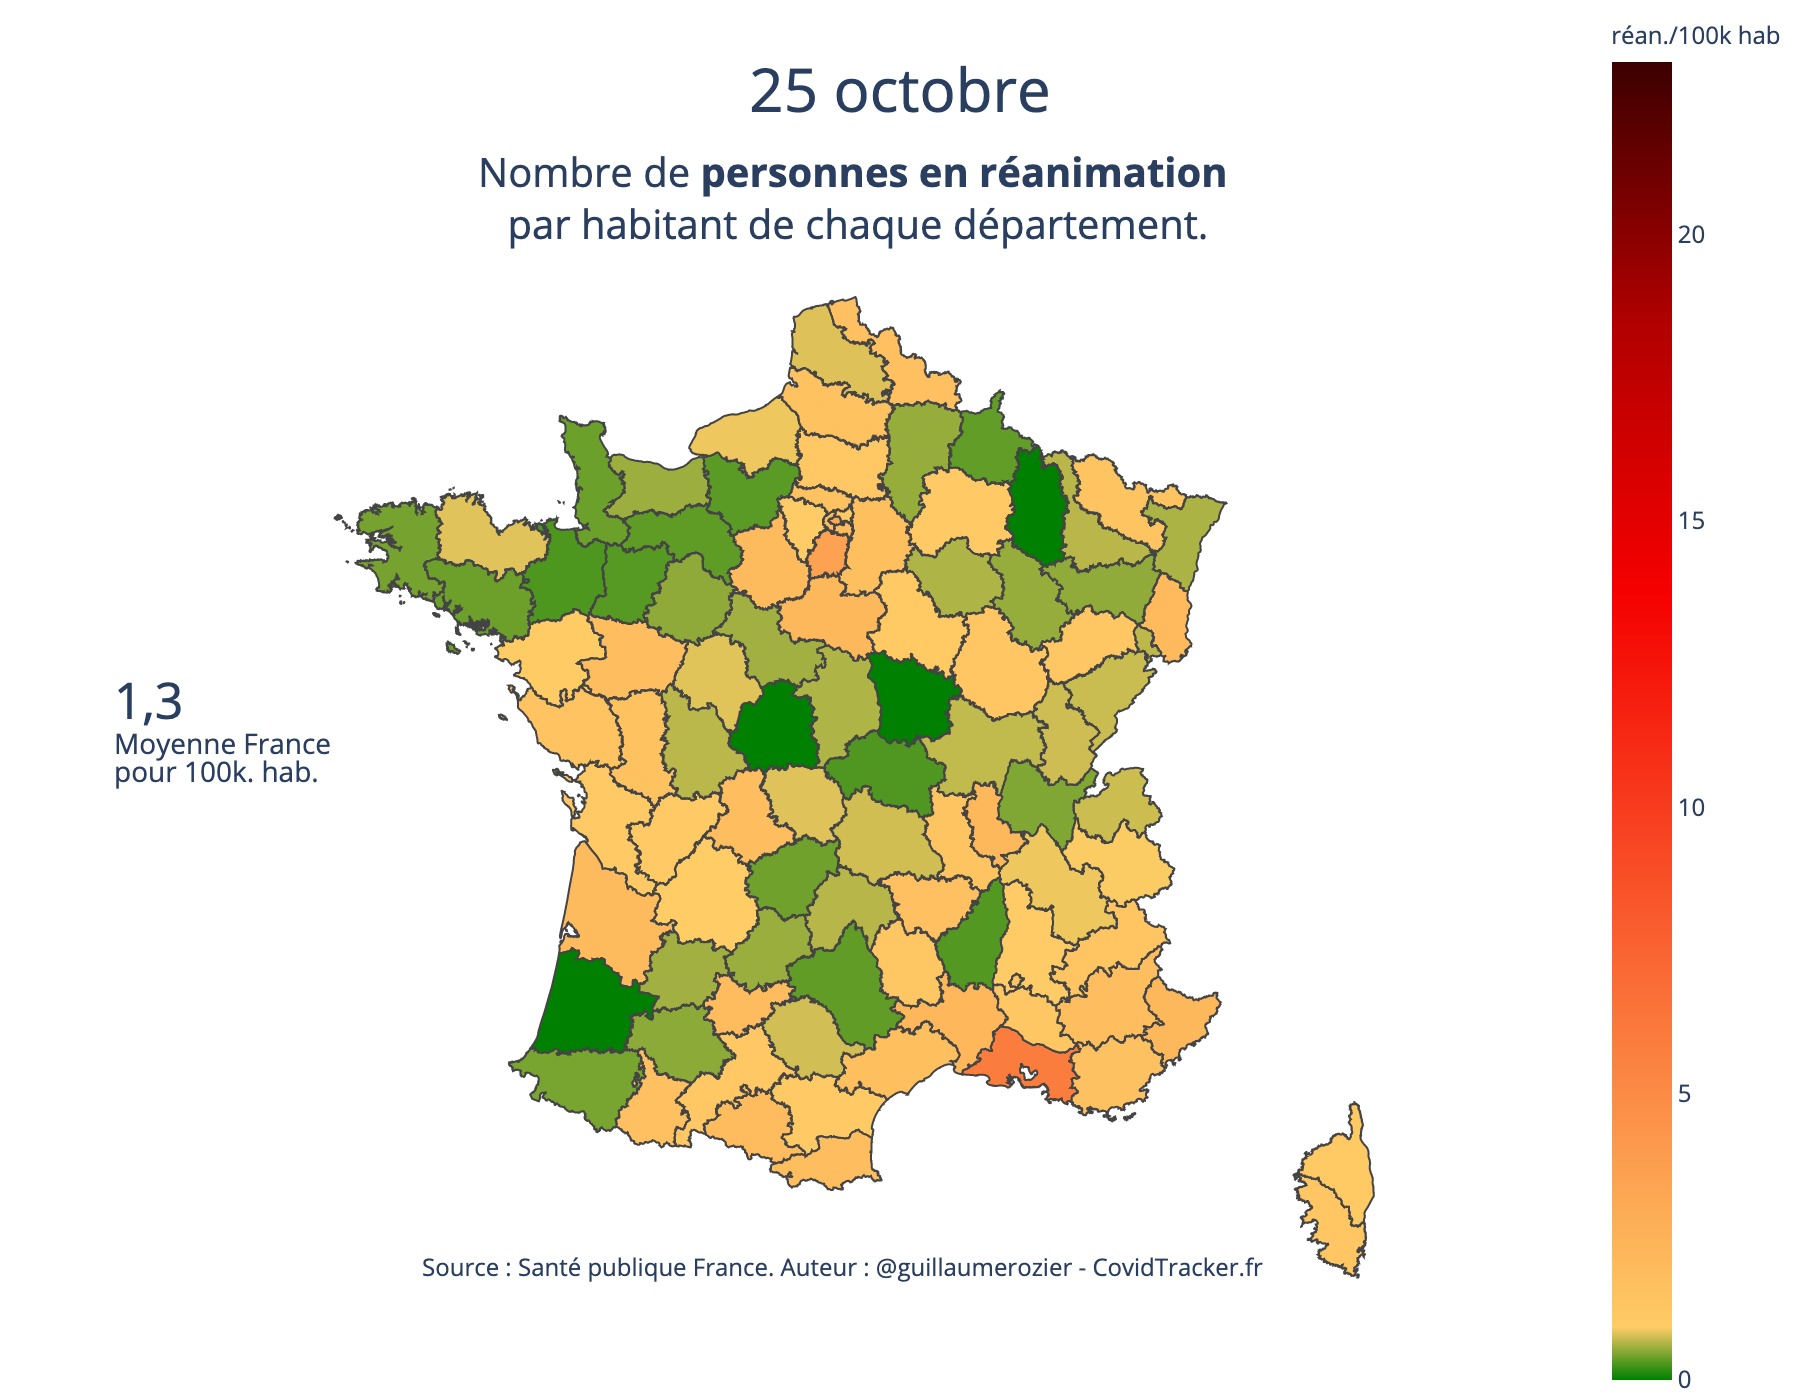 réan./100k hab
25 octobre
Nombre de personnes en réanimation
par habitant de chaque département.
20
15
1,3
Moyenne France
pour 100k. hab.
10
5
Source : Santé publique France. Auteur : @guillaumerozier - CovidTracker.fr
0